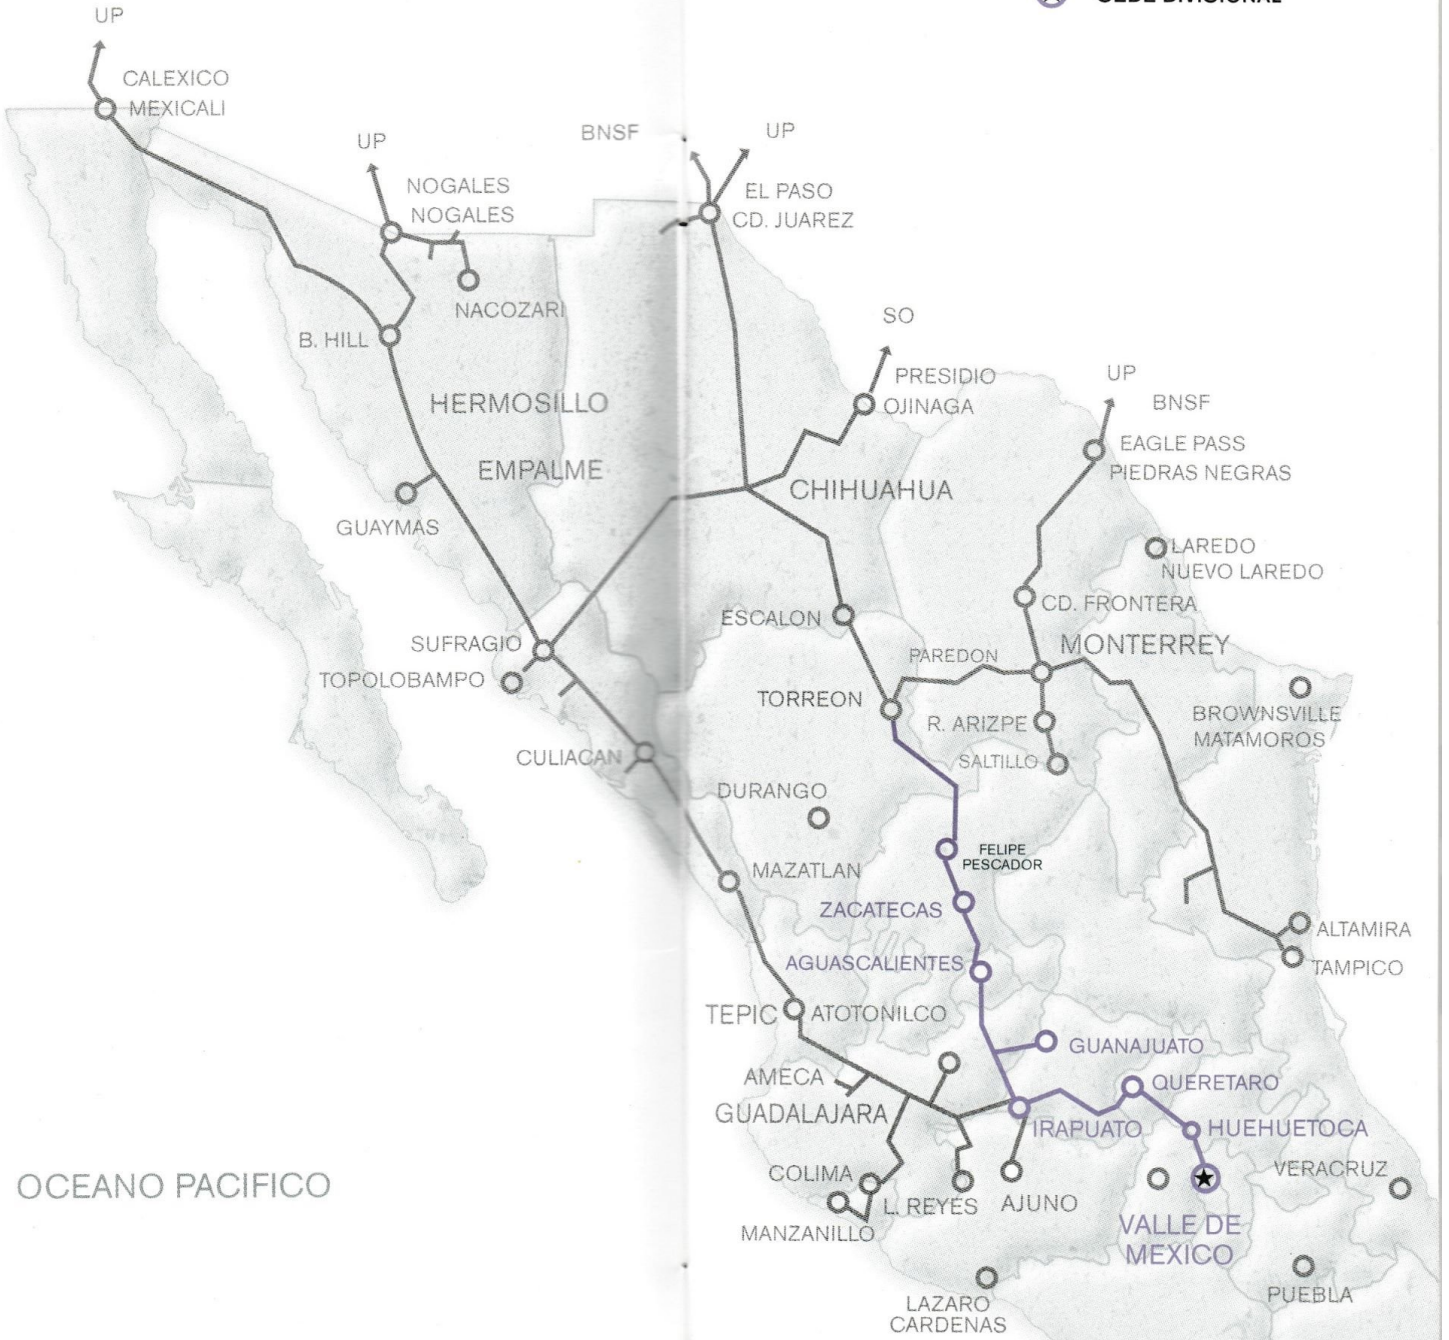 SEDE DIVISIONAL
UP
CALEXICO
MEXICALI
UP
BNSF
UP
NOGALES
NOGALES
EL PASO
CD. JUAREZ
NACOZARI
B. HILL
SO
PRESIDIO
OJINAGA
UP
BNSF
HERMOSILLO
EAGLE PASS
PIEDRAS NEGRAS
EMPALME
CHIHUAHUA
GUAYMAS
LAREDO
NUEVO LAREDO
CD. FRONTERA
ESCALON
SUFRAGIO
MONTERREY
PAREDON
TOPOLOBAMPO
TORREON
R. ARIZPE
BROWNSVILLE
MATAMOROS
CULIACAN
SALTILLO
DURANGO
FELIPE
PESCADOR
MAZATLAN
ZACATECAS
ALTAMIRA
AGUASCALIENTES
TAMPICO
TEPIC
ATOTONILCO
GUANAJUATO
AMECA
QUERETARO
GUADALAJARA
IRAPUATO
HUEHUETOCA
OCEANO PACIFICO
COLIMA
VERACRUZ
L. REYES
AJUNO
MANZANILLO
VALLE DE
MEXICO
PUEBLA
LAZARO
CARDENAS